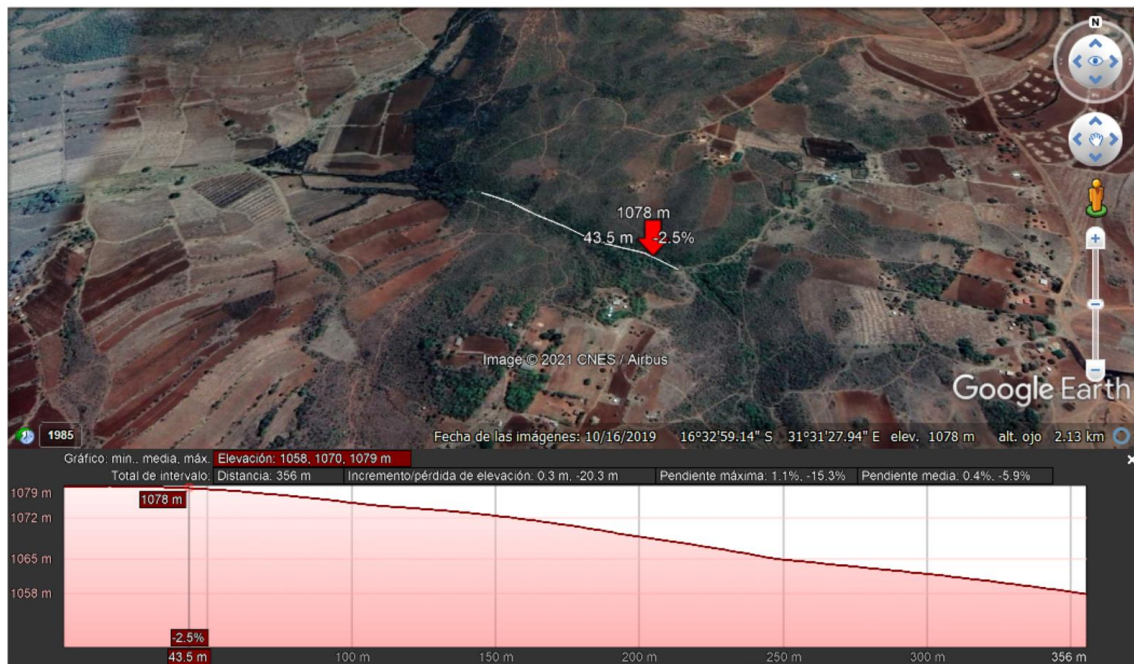 N
1078 m
43.5 m -2.5%
Image © 2021 CNES / Airbus
Google Earth
1985
Fecha de las imágenes: 10/16/2019 16°32'59.14" S 31°31'27.94" E elev. 1078 m alt. ojo 2.13 km
Gráfico: min., media, máx. Elevación: 1058, 1070, 1079 m
Total de intervalo: Distancia: 356 m Incremento/pérdida de elevación: 0.3 m, -20.3 m Pendiente máxima: 1.1%, -15.3% Pendiente media: 0.4%, -5.9%
1079 m
1078 m
1072 m
1065 m
1058 m
-2.5%
43.5 m 100 m 150 m 200 m 250 m 300 m 356 m